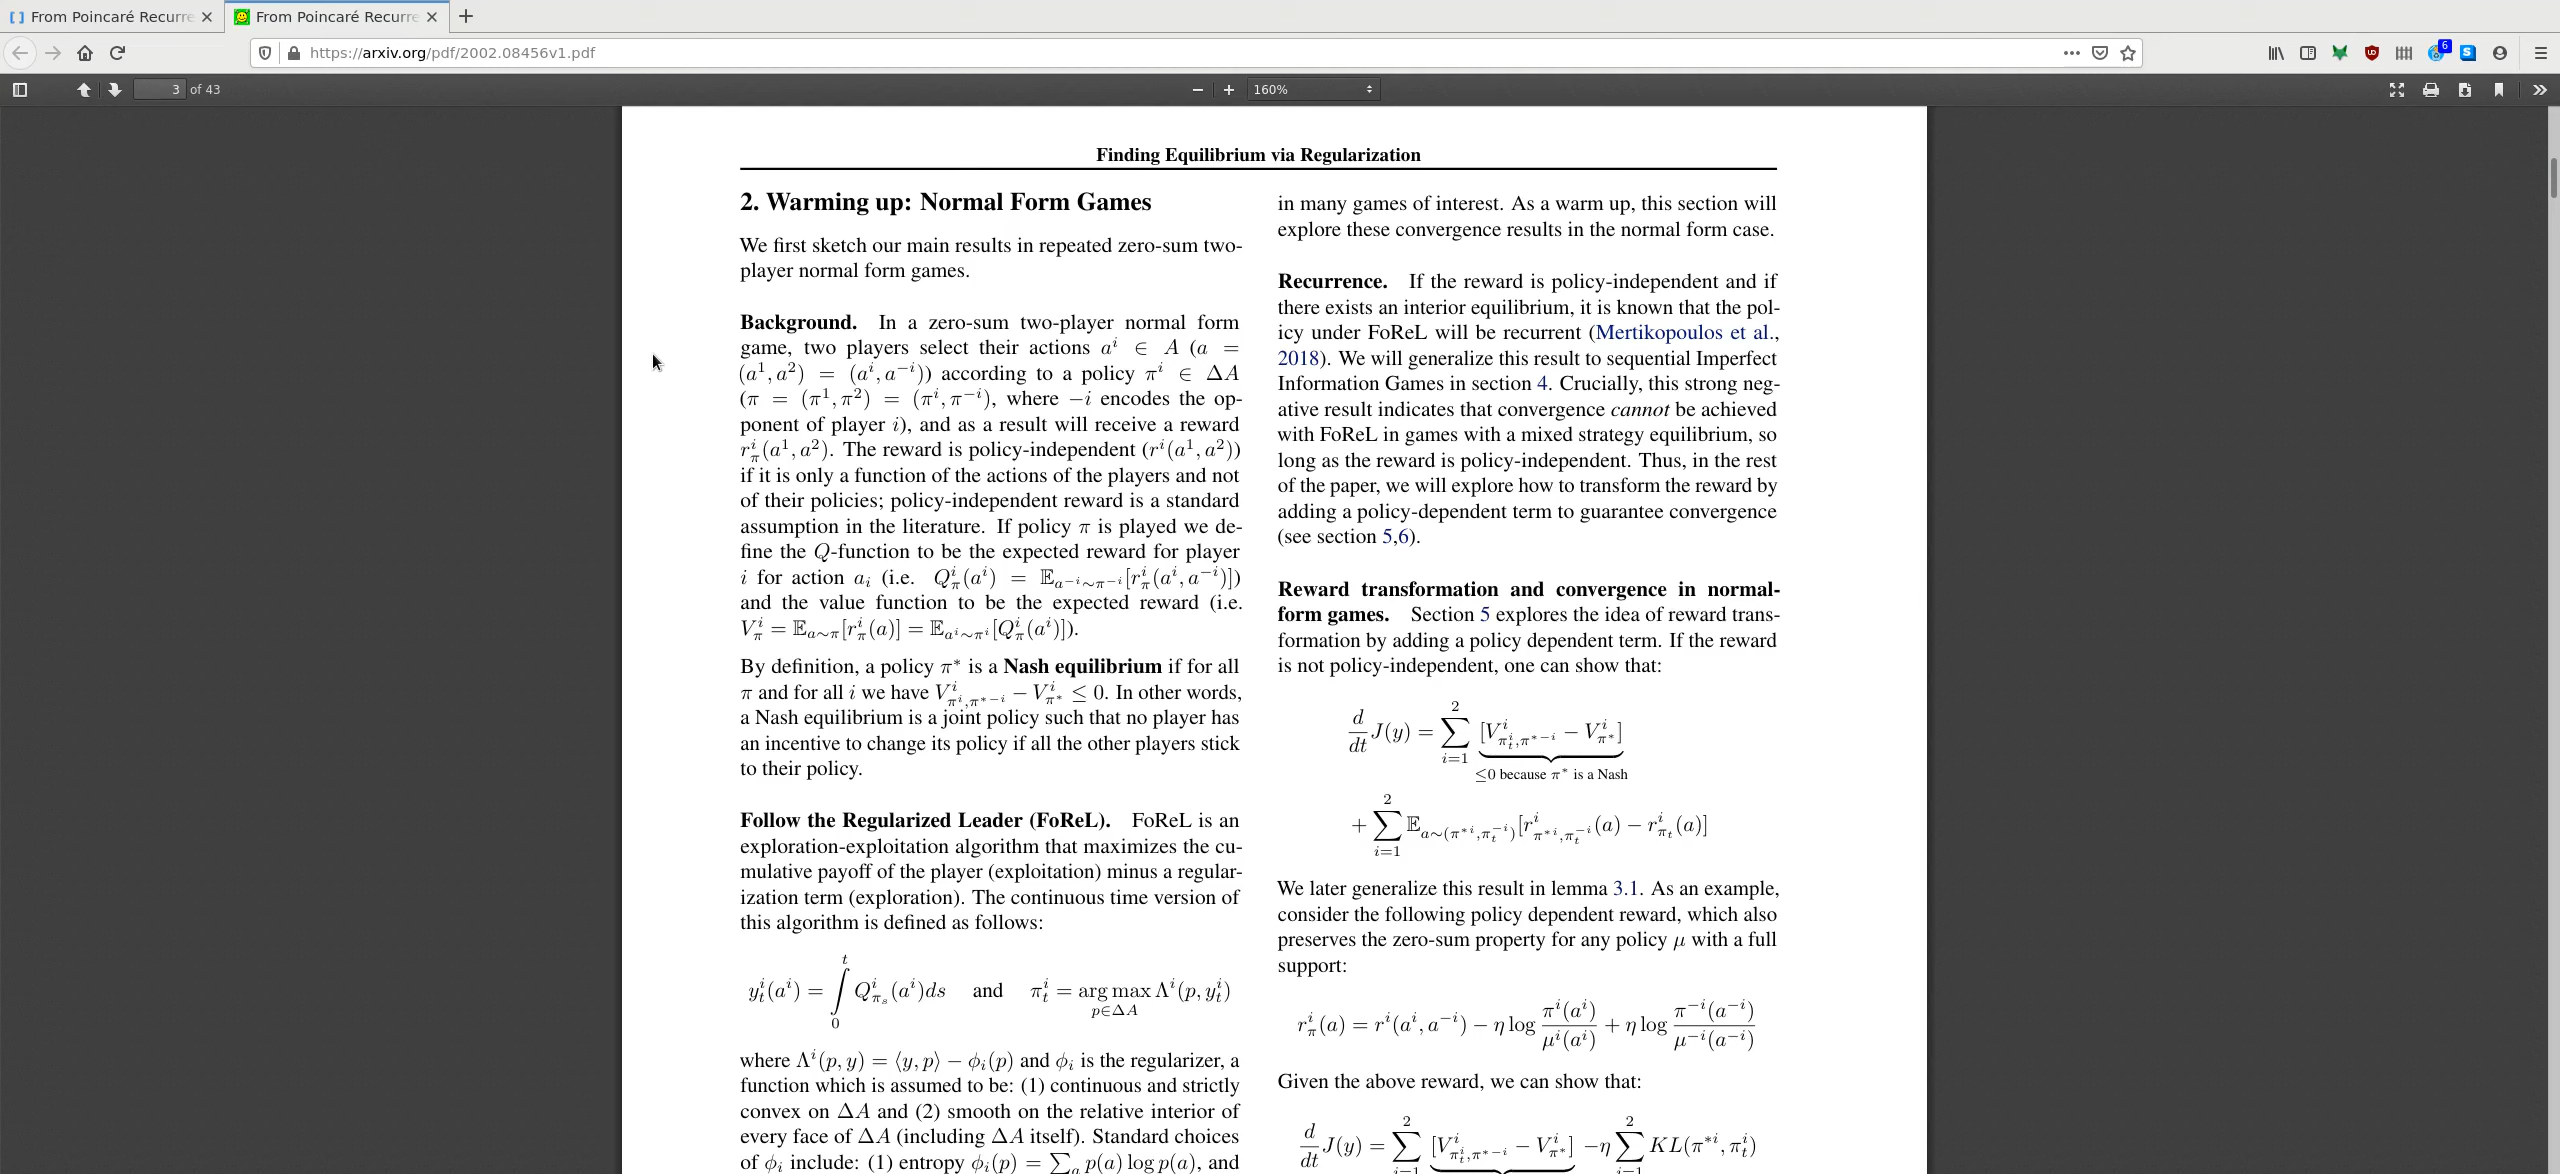 From Poincaré Recurre
From Poincaré Recurre
https://arxiv.org/pdf/2002.08456v1.pdf
6
3 of 43
160%
Finding Equilibrium via Regularization
2. Warming up: Normal Form Games
We first sketch our main results in repeated zero-sum two-
player normal form games.
Background. In a zero-sum two-player normal form
game, two players select their actions a^i ∈ A (a =
(a^1, a^2) = (a^i, a^{-i})) according to a policy π^i ∈ ΔA
(π = (π^1, π^2) = (π^i, π^{-i}), where −i encodes the op-
ponent of player i), and as a result will receive a reward
r^i_π(a^1, a^2). The reward is policy-independent (r^i(a^1, a^2))
if it is only a function of the actions of the players and not
of their policies; policy-independent reward is a standard
assumption in the literature. If policy π is played we de-
fine the Q-function to be the expected reward for player
i for action a_i (i.e. Q^i_π(a^i) = 𝔼_{a^{-i}∼π^{-i}}[r^i_π(a^i, a^{-i})])
and the value function to be the expected reward (i.e.
V^i_π = 𝔼_{a∼π}[r^i_π(a)] = 𝔼_{a^i∼π^i}[Q^i_π(a^i)]).
By definition, a policy π^* is a Nash equilibrium if for all
π and for all i we have V^i_{π^i,π^{*-i}} − V^i_{π^*} ≤ 0. In other words,
a Nash equilibrium is a joint policy such that no player has
an incentive to change its policy if all the other players stick
to their policy.
Follow the Regularized Leader (FoReL). FoReL is an
exploration-exploitation algorithm that maximizes the cu-
mulative payoff of the player (exploitation) minus a regular-
ization term (exploration). The continuous time version of
this algorithm is defined as follows:
y^i_t(a^i) = ∫_0^t Q^i_{π_s}(a^i)ds and π^i_t = arg max_{p∈ΔA} Λ^i(p, y^i_t)
where Λ^i(p, y) = ⟨y, p⟩ − ϕ_i(p) and ϕ_i is the regularizer, a
function which is assumed to be: (1) continuous and strictly
convex on ΔA and (2) smooth on the relative interior of
every face of ΔA (including ΔA itself). Standard choices
of ϕ_i include: (1) entropy ϕ_i(p) = ∑_a p(a) log p(a), and
in many games of interest. As a warm up, this section will
explore these convergence results in the normal form case.
Recurrence. If the reward is policy-independent and if
there exists an interior equilibrium, it is known that the pol-
icy under FoReL will be recurrent (Mertikopoulos et al.,
2018). We will generalize this result to sequential Imperfect
Information Games in section 4. Crucially, this strong neg-
ative result indicates that convergence cannot be achieved
with FoReL in games with a mixed strategy equilibrium, so
long as the reward is policy-independent. Thus, in the rest
of the paper, we will explore how to transform the reward by
adding a policy-dependent term to guarantee convergence
(see section 5,6).
Reward transformation and convergence in normal-
form games. Section 5 explores the idea of reward trans-
formation by adding a policy dependent term. If the reward
is not policy-independent, one can show that:
d/dt J(y) = ∑_{i=1}^2 [V^i_{π^i_t,π^{*-i}} − V^i_{π^*}]
≤0 because π^* is a Nash
+ ∑_{i=1}^2 𝔼_{a∼(π^{*i},π_t^{-i})}[r^i_{π^{*i},π_t^{-i}}(a) − r^i_{π_t}(a)]
We later generalize this result in lemma 3.1. As an example,
consider the following policy dependent reward, which also
preserves the zero-sum property for any policy μ with a full
support:
r^i_π(a) = r^i(a^i, a^{-i}) − η log π^i(a^i)/μ^i(a^i) + η log π^{-i}(a^{-i})/μ^{-i}(a^{-i})
Given the above reward, we can show that:
d/dt J(y) = ∑_{i=1}^2 [V^i_{π^i_t,π^{*-i}} − V^i_{π^*}] −η ∑_{i=1}^2 KL(π^{*i}, π^i_t)